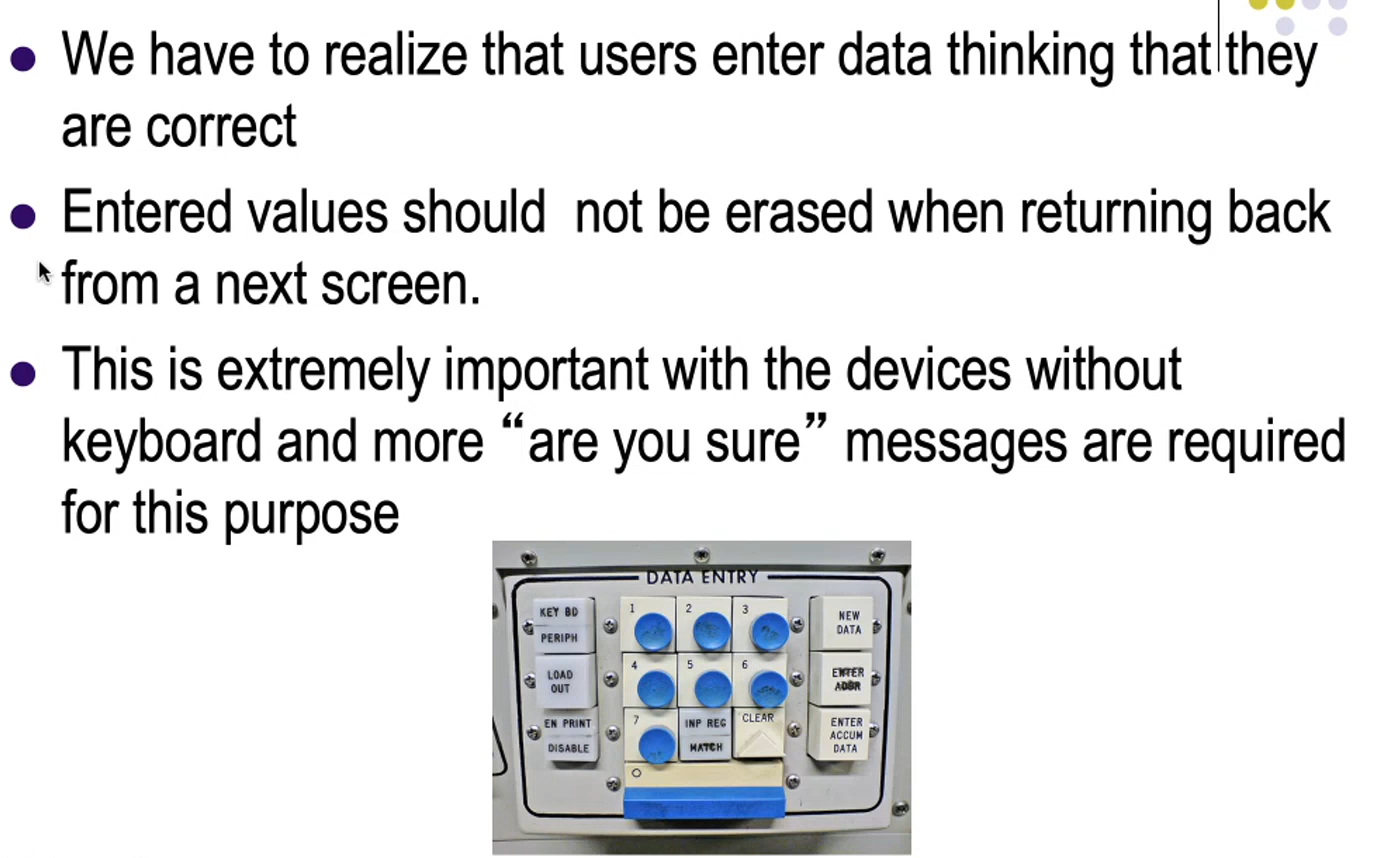 We have to realize that users enter data thinking that they
are correct
Entered values should not be erased when returning back
from a next screen.
This is extremely important with the devices without
keyboard and more “are you sure” messages are required
for this purpose
DATA ENTRY
KEY BD
PERIPH
1 2 3
NEW
DATA
LOAD
OUT
4 5 6
ENTER
ADDR
EN PRINT
DISABLE
7
INP REG
MATCH
CLEAR
ENTER
ACCUM
DATA
0